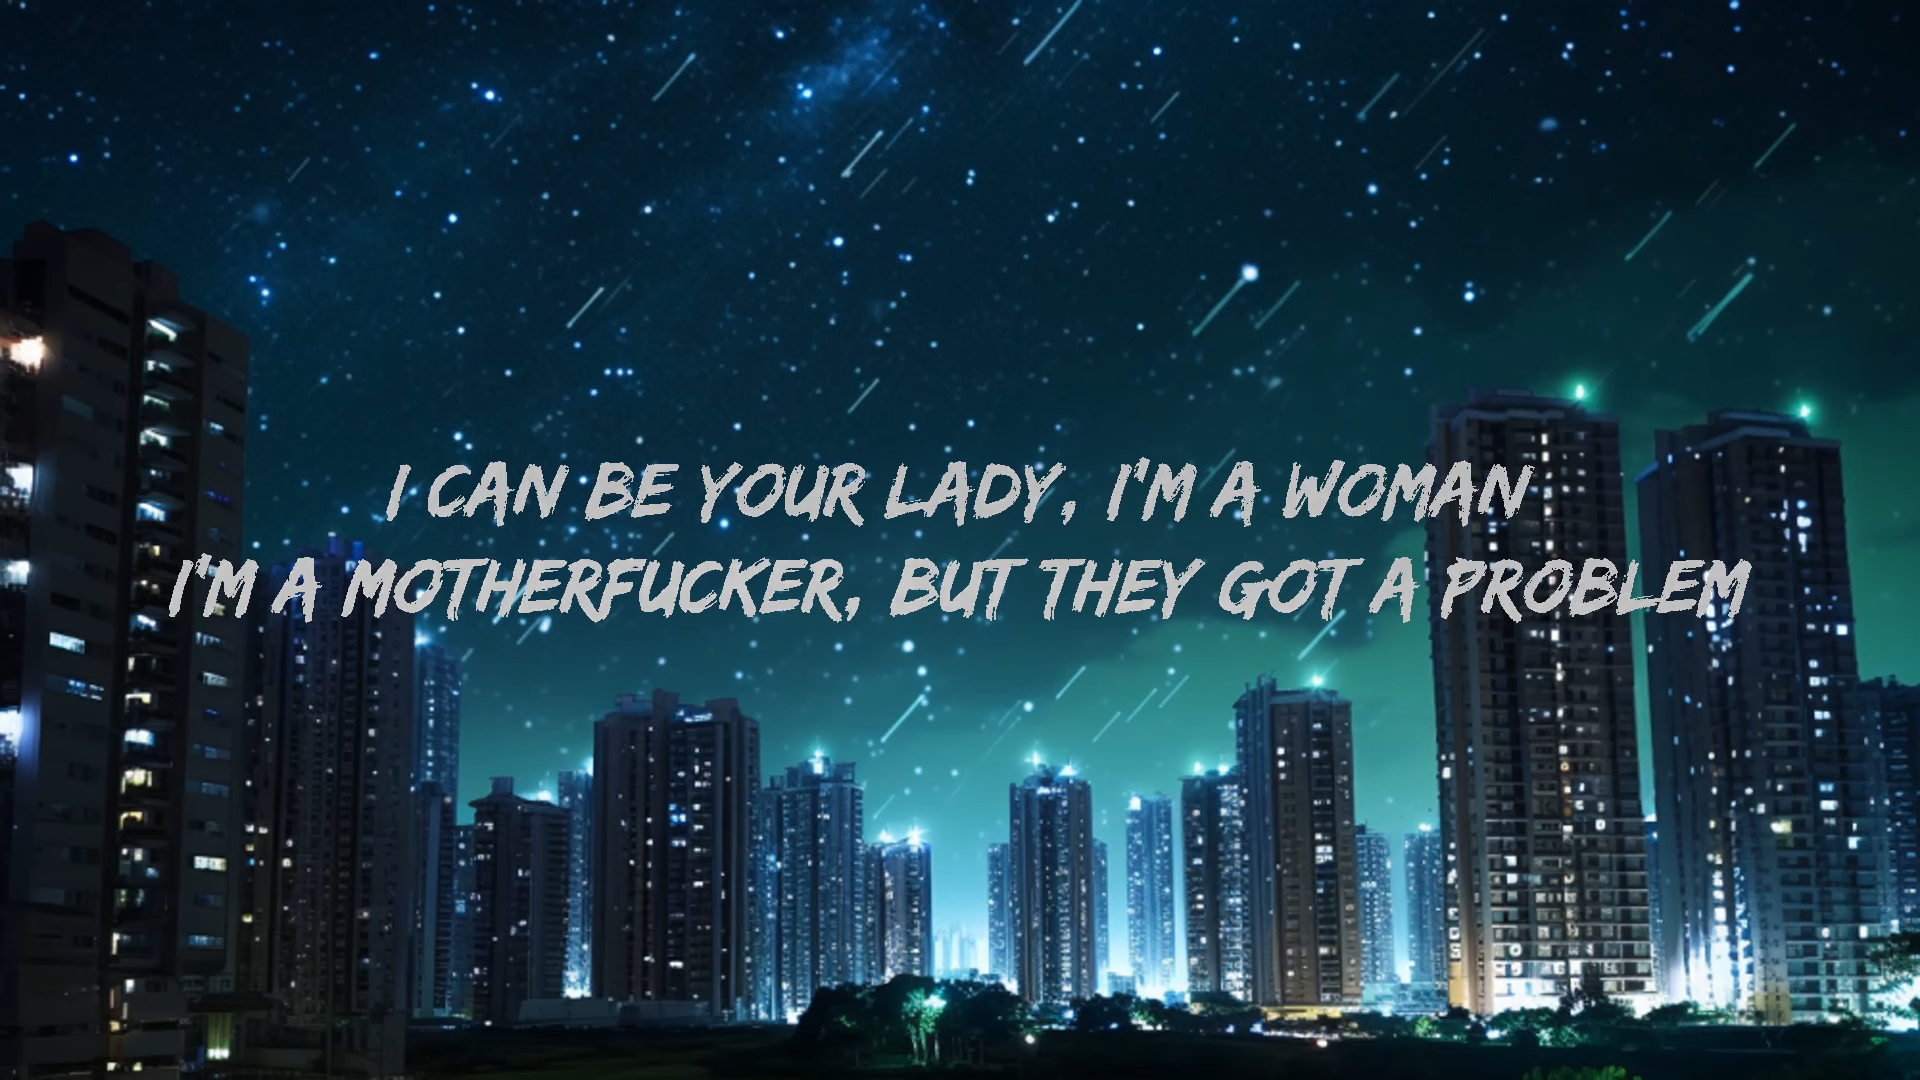 I CAN BE YOUR LADY, I'M A WOMAN
I'M A MOTHERFUCKER, BUT THEY GOT A PROBLEM